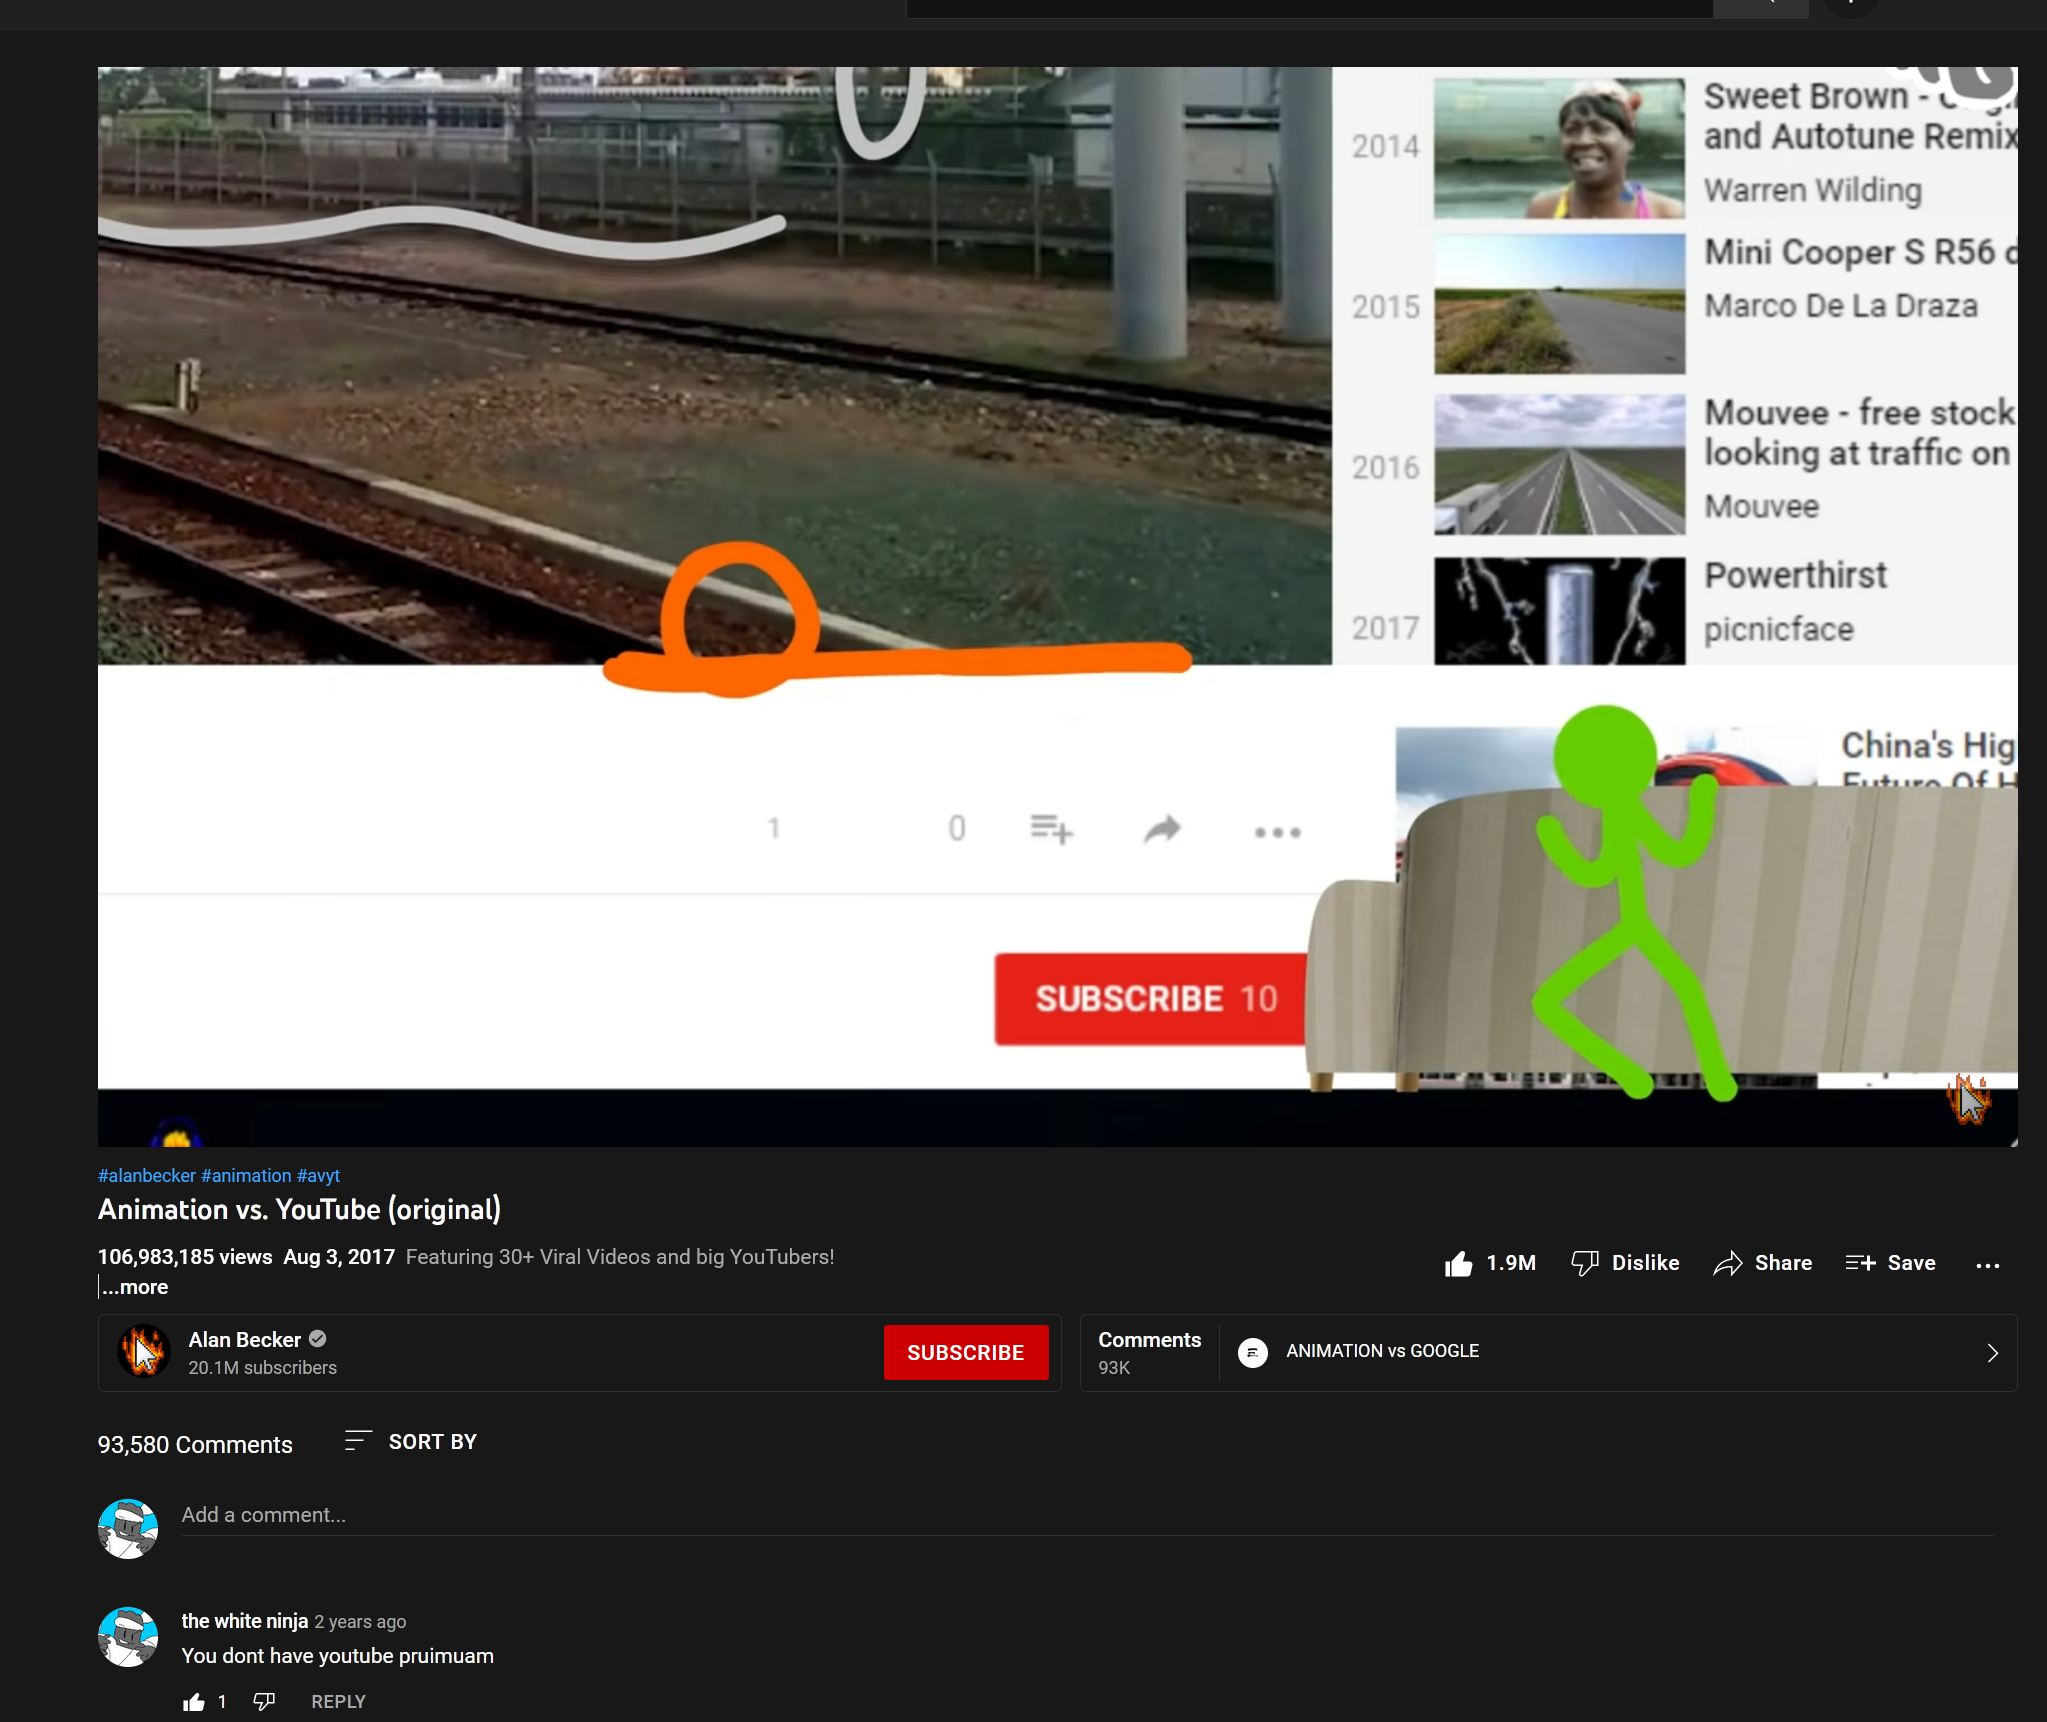 2014
Sweet Brown -
and Autotune Remix
Warren Wilding
2015
Mini Cooper S R56 d
Marco De La Draza
2016
Mouvee - free stock
looking at traffic on
Mouvee
2017
Powerthirst
picnicface
China's Hig
Future Of H
1
0
SUBSCRIBE 10
#alanbecker #animation #avyt
Animation vs. YouTube (original)
106,983,185 views Aug 3, 2017 Featuring 30+ Viral Videos and big YouTubers!
...more
1.9M
Dislike
Share
Save
Alan Becker
20.1M subscribers
SUBSCRIBE
Comments
93K
ANIMATION vs GOOGLE
93,580 Comments
SORT BY
Add a comment...
the white ninja 2 years ago
You dont have youtube pruimuam
1
REPLY